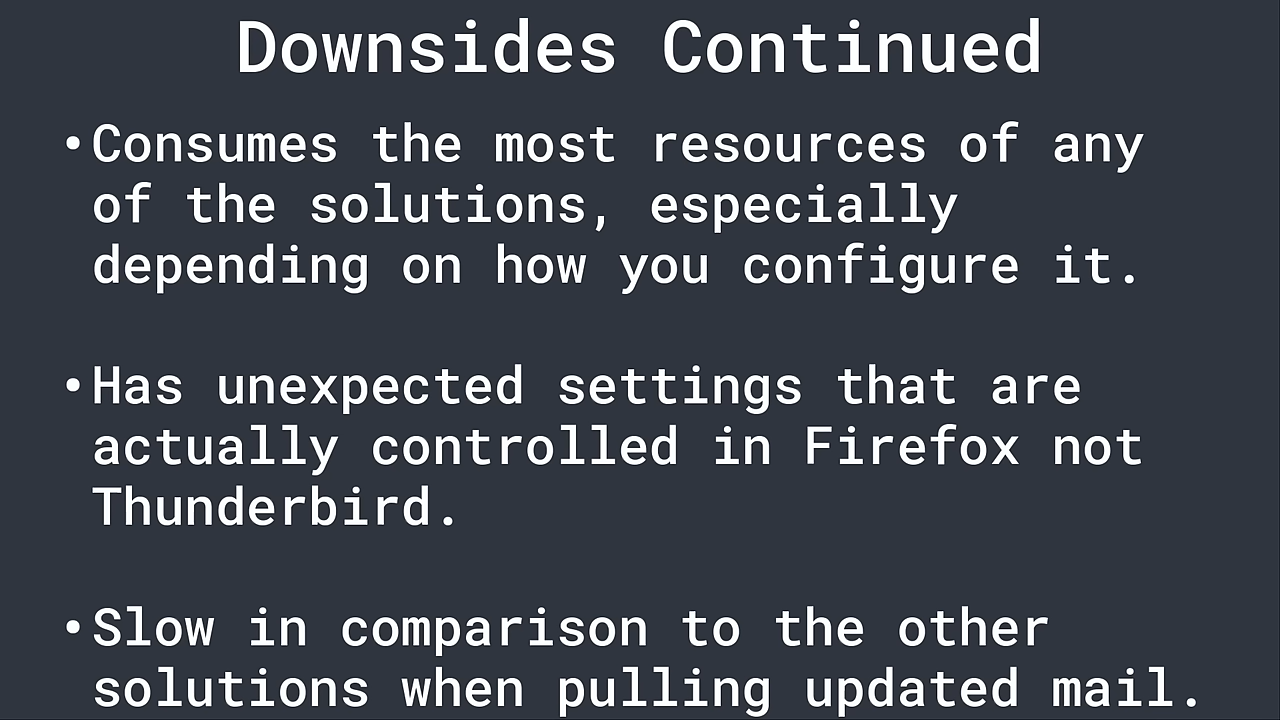 Downsides Continued
•Consumes the most resources of any
of the solutions, especially
depending on how you configure it.
•Has unexpected settings that are
actually controlled in Firefox not
Thunderbird.
•Slow in comparison to the other
solutions when pulling updated mail.